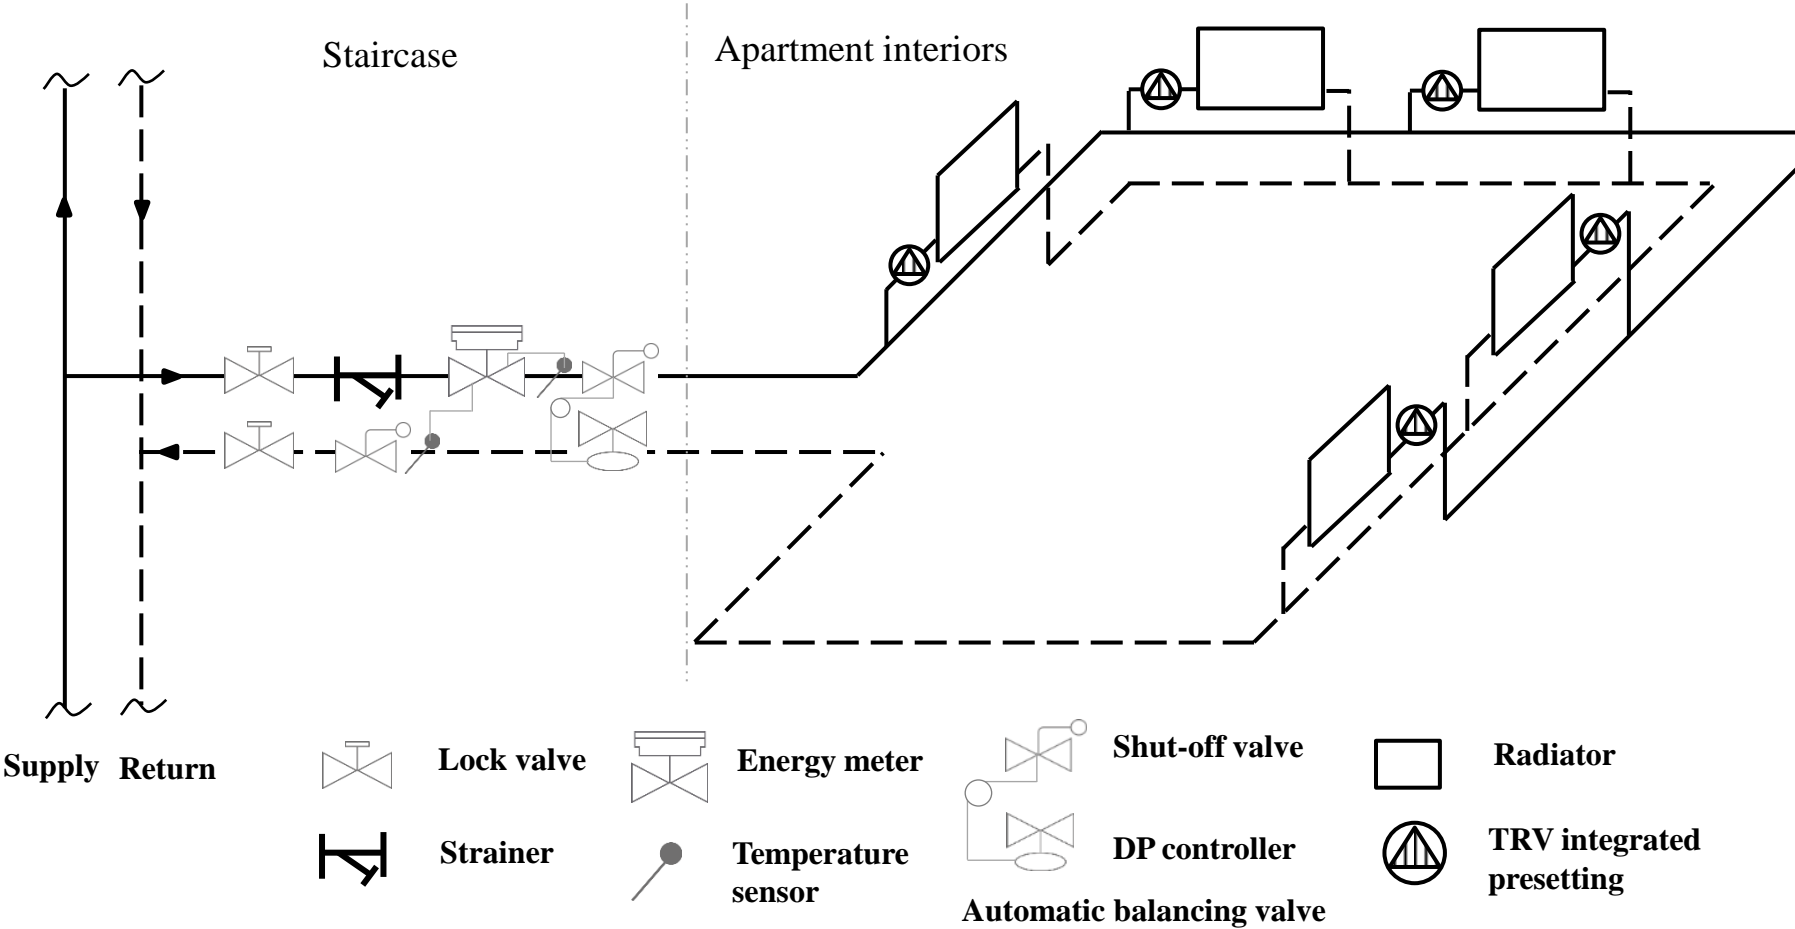 Staircase
Apartment interiors
Supply
Return
Lock valve
Energy meter
Shut-off valve
Radiator
Strainer
Temperature
sensor
DP controller
TRV integrated
presetting
Automatic balancing valve